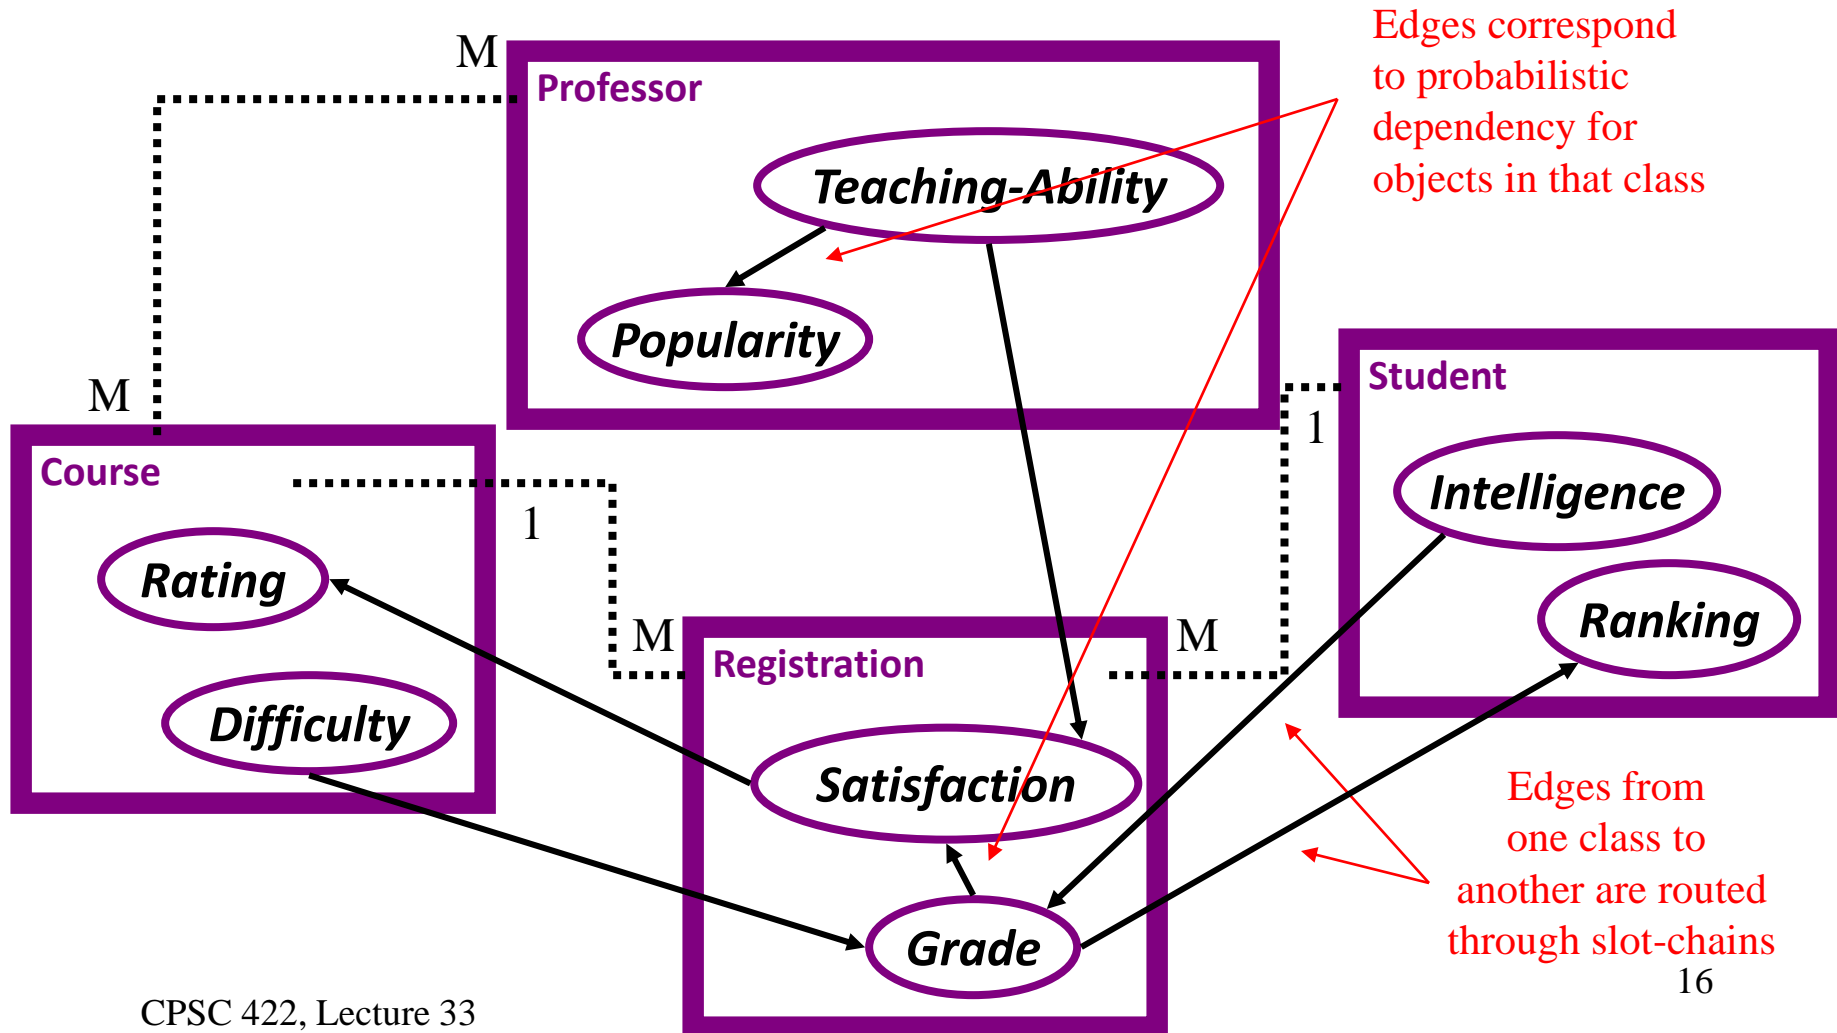 Edges correspond
to probabilistic
dependency for
objects in that class
M
Professor
Teaching-Ability
Popularity
M
Student
1
Intelligence
Ranking
Course
1
Rating
Difficulty
M
M
Registration
Satisfaction
Grade
Edges from
one class to
another are routed
through slot-chains
16
CPSC 422, Lecture 33